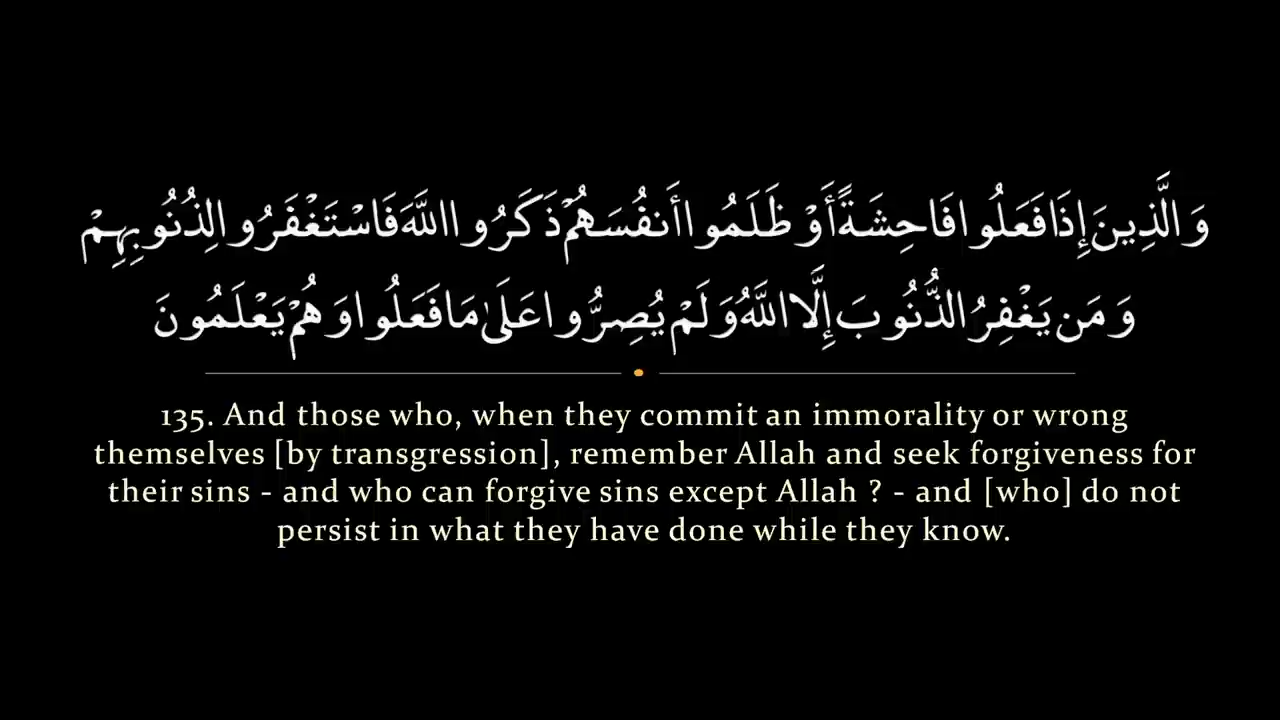 وَالَّذِينَ إِذَا فَعَلُوا فَاحِشَةً أَوْ ظَلَمُوا أَنفُسَهُمْ ذَكَرُوا اللَّهَ فَاسْتَغْفَرُوا لِذُنُوبِهِمْ
وَمَن يَغْفِرُ الذُّنُوبَ إِلَّا اللَّهُ وَلَمْ يُصِرُّوا عَلَىٰ مَا فَعَلُوا وَهُمْ يَعْلَمُونَ
135. And those who, when they commit an immorality or wrong
themselves [by transgression], remember Allah and seek forgiveness for
their sins - and who can forgive sins except Allah ? - and [who] do not
persist in what they have done while they know.